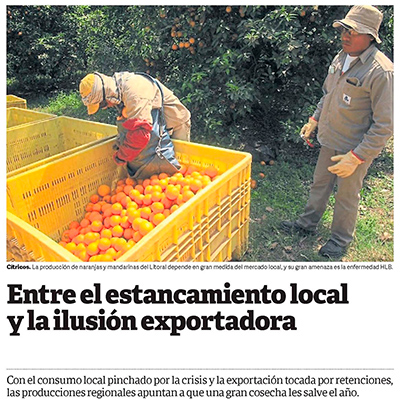 Cítricos. La producción de naranjas y mandarinas del Litoral depende en gran medida del mercado local, y su gran amenaza es la enfermedad HLB.
Entre el estancamiento local
y la ilusión exportadora
Con el consumo local pinchado por la crisis y la exportación tocada por retenciones,
las producciones regionales apuntan a que una gran cosecha les salve el año.